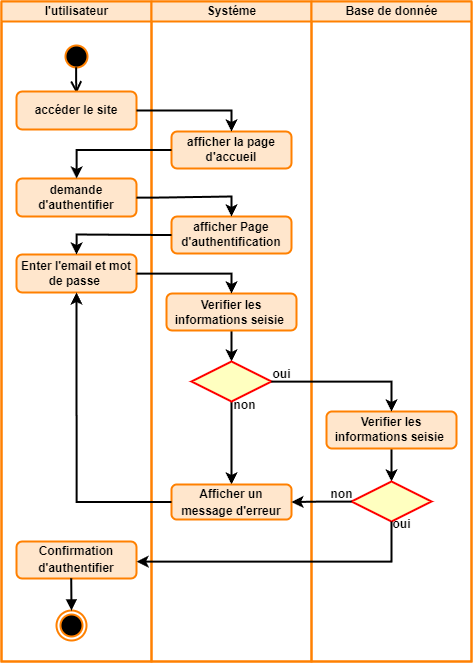 l'utilisateur
Systéme
Base de donnée
accéder le site
afficher la page
d'accueil
demande
d'authentifier
afficher Page
d'authentification
Enter l'email et mot
de passe
Verifier les
informations seisie
oui
non
Verifier les
informations seisie
Afficher un
message d'erreur
non
oui
Confirmation
d'authentifier